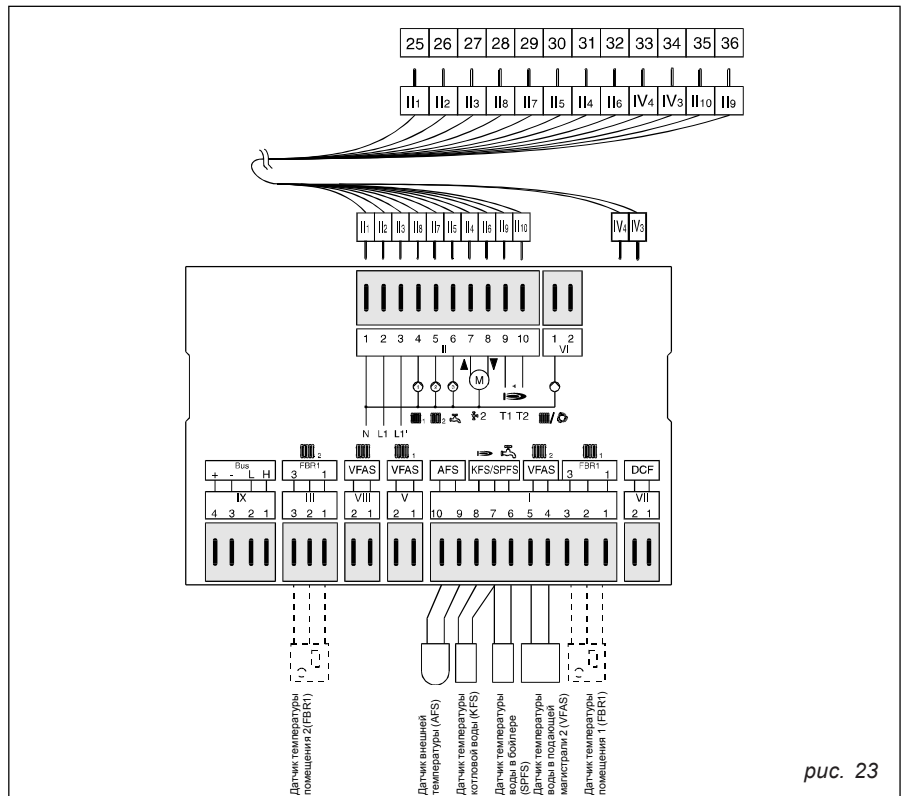 25 26 27 28 29 30 31 32 33 34 35 36
II1 II2 II3 II8 II7 II5 II4 II6 IV4 IV3 II10 II9
II1 II2 II3 II8 II7 II5 II4 II6 II9 II10 IV4 IV3
1 2 3 4 5 6 7 8 9 10 1 2
II VI
M
1 2 2 T1 T2 /
N L1 L1'
2 1 2 1
Bus FBR1 VFAS VFAS AFS KFS/SPFS VFAS FBR1 DCF
+ - L H 3 1 3 1
IX III VIII V I VII
4 3 2 1 3 2 1 2 1 2 1 10 9 8 7 6 5 4 3 2 1 2 1
Датчик температуры
помещения 2(FBR1)
Датчик внешней
температуры (AFS)
Датчик температуры
котловой воды (KFS)
Датчик температуры
воды в бойлере
(SPFS)
Датчик температуры
воды в подающей
магистрали 2 (VFAS)
Датчик температуры
помещения 1 (FBR1)
рис. 23